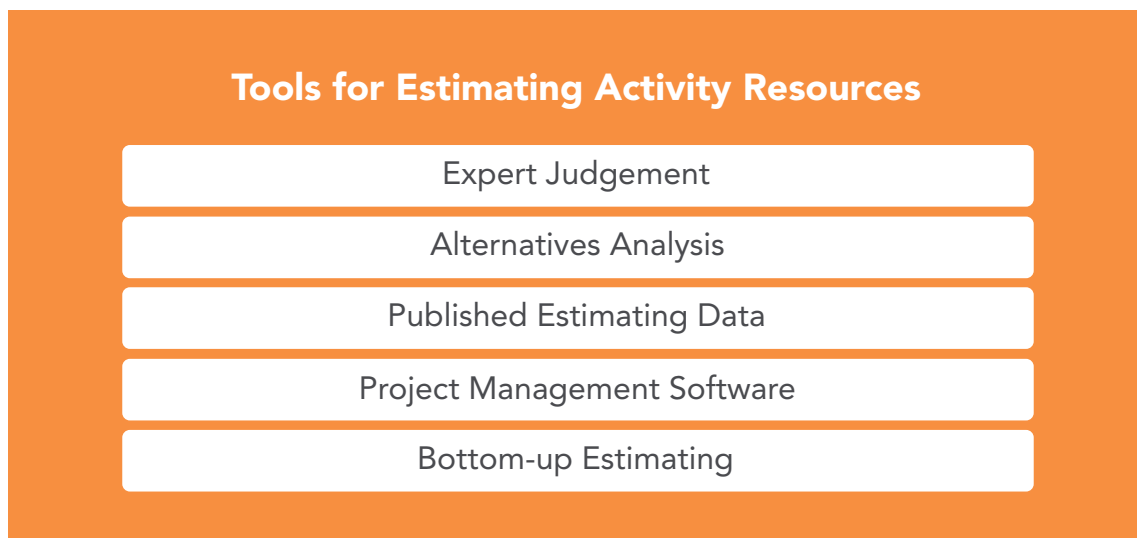 Tools for Estimating Activity Resources
Expert Judgement
Alternatives Analysis
Published Estimating Data
Project Management Software
Bottom-up Estimating